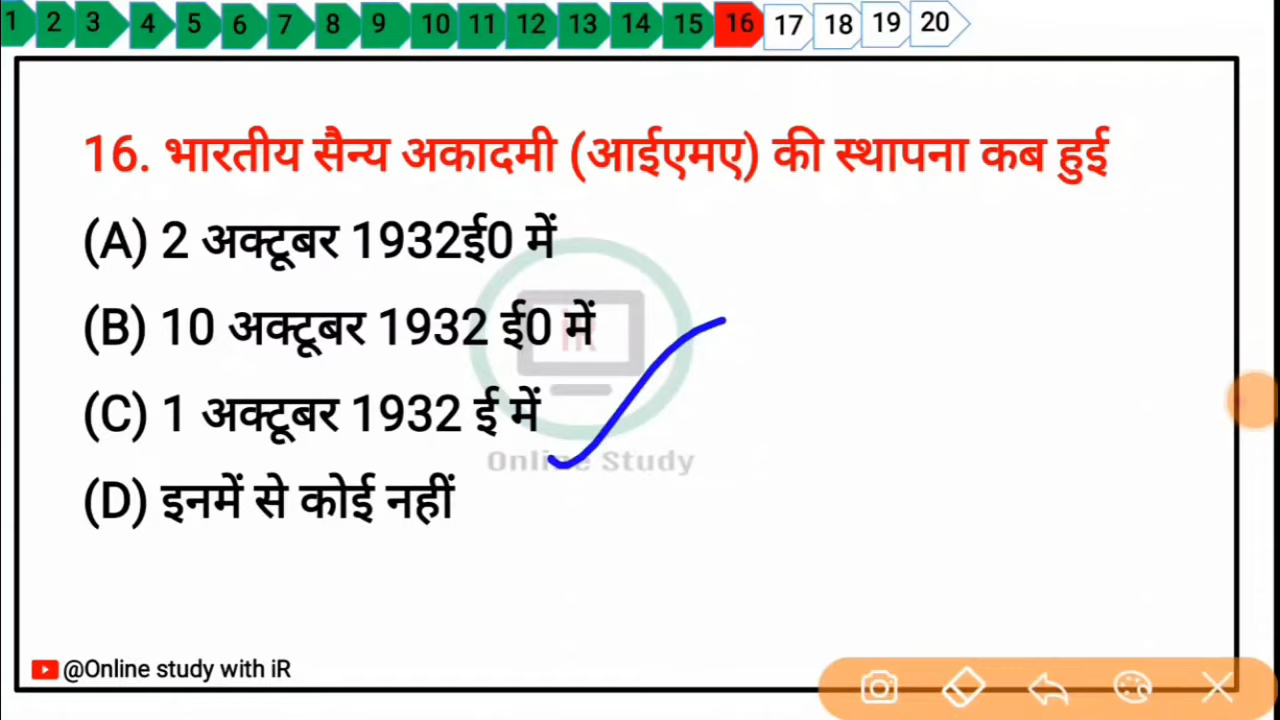 1 2 3 4 5 6 7 8 9 10 11 12 13 14 15 16 17 18 19 20
16. भारतीय सैन्य अकादमी (आईएमए) की स्थापना कब हुई
(A) 2 अक्टूबर 1932ई0 में
(B) 10 अक्टूबर 1932 ई0 में
(C) 1 अक्टूबर 1932 ई में
(D) इनमें से कोई नहीं
iR
Online Study
@Online study with iR